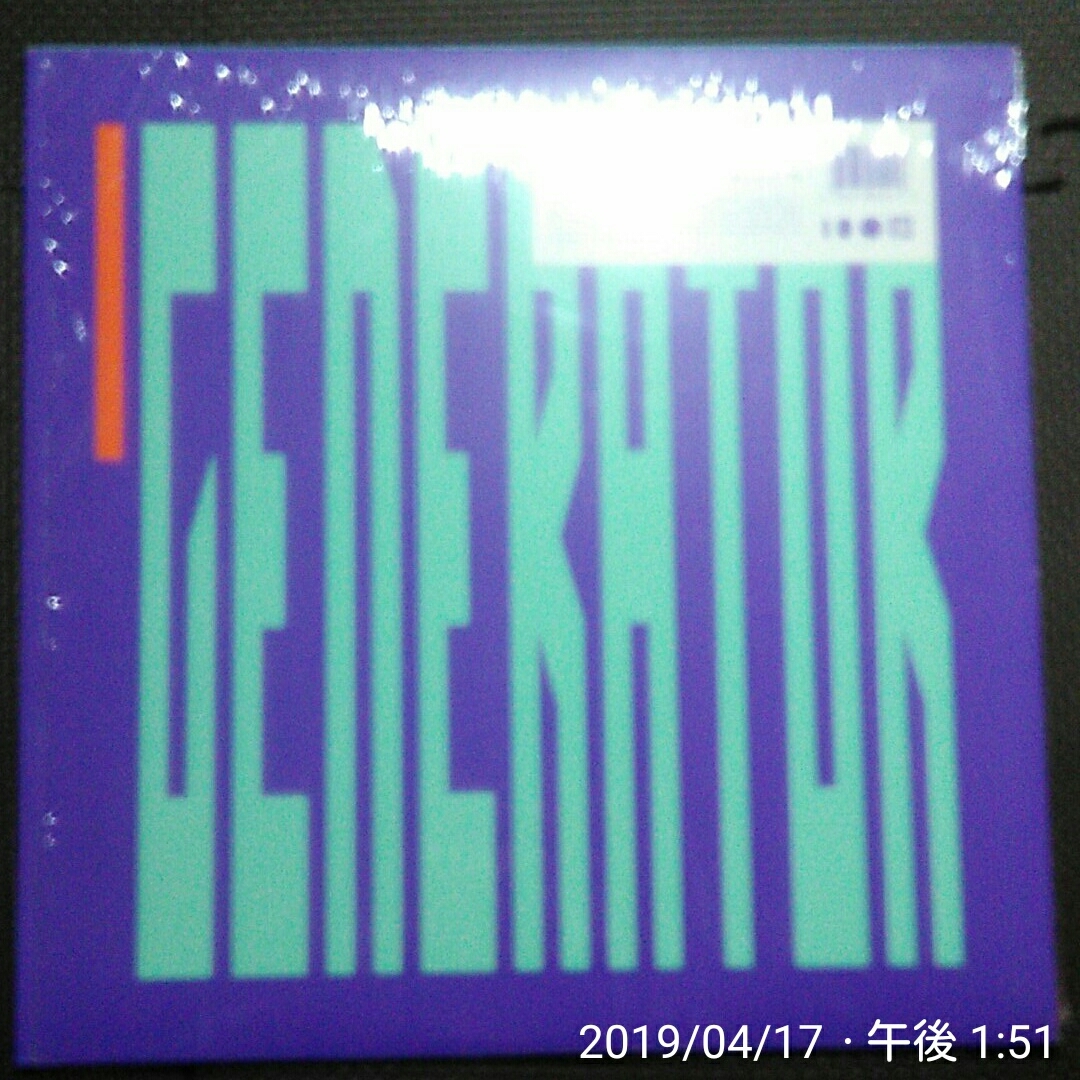 GENERATOR
2019/04/17 · 午後 1:51